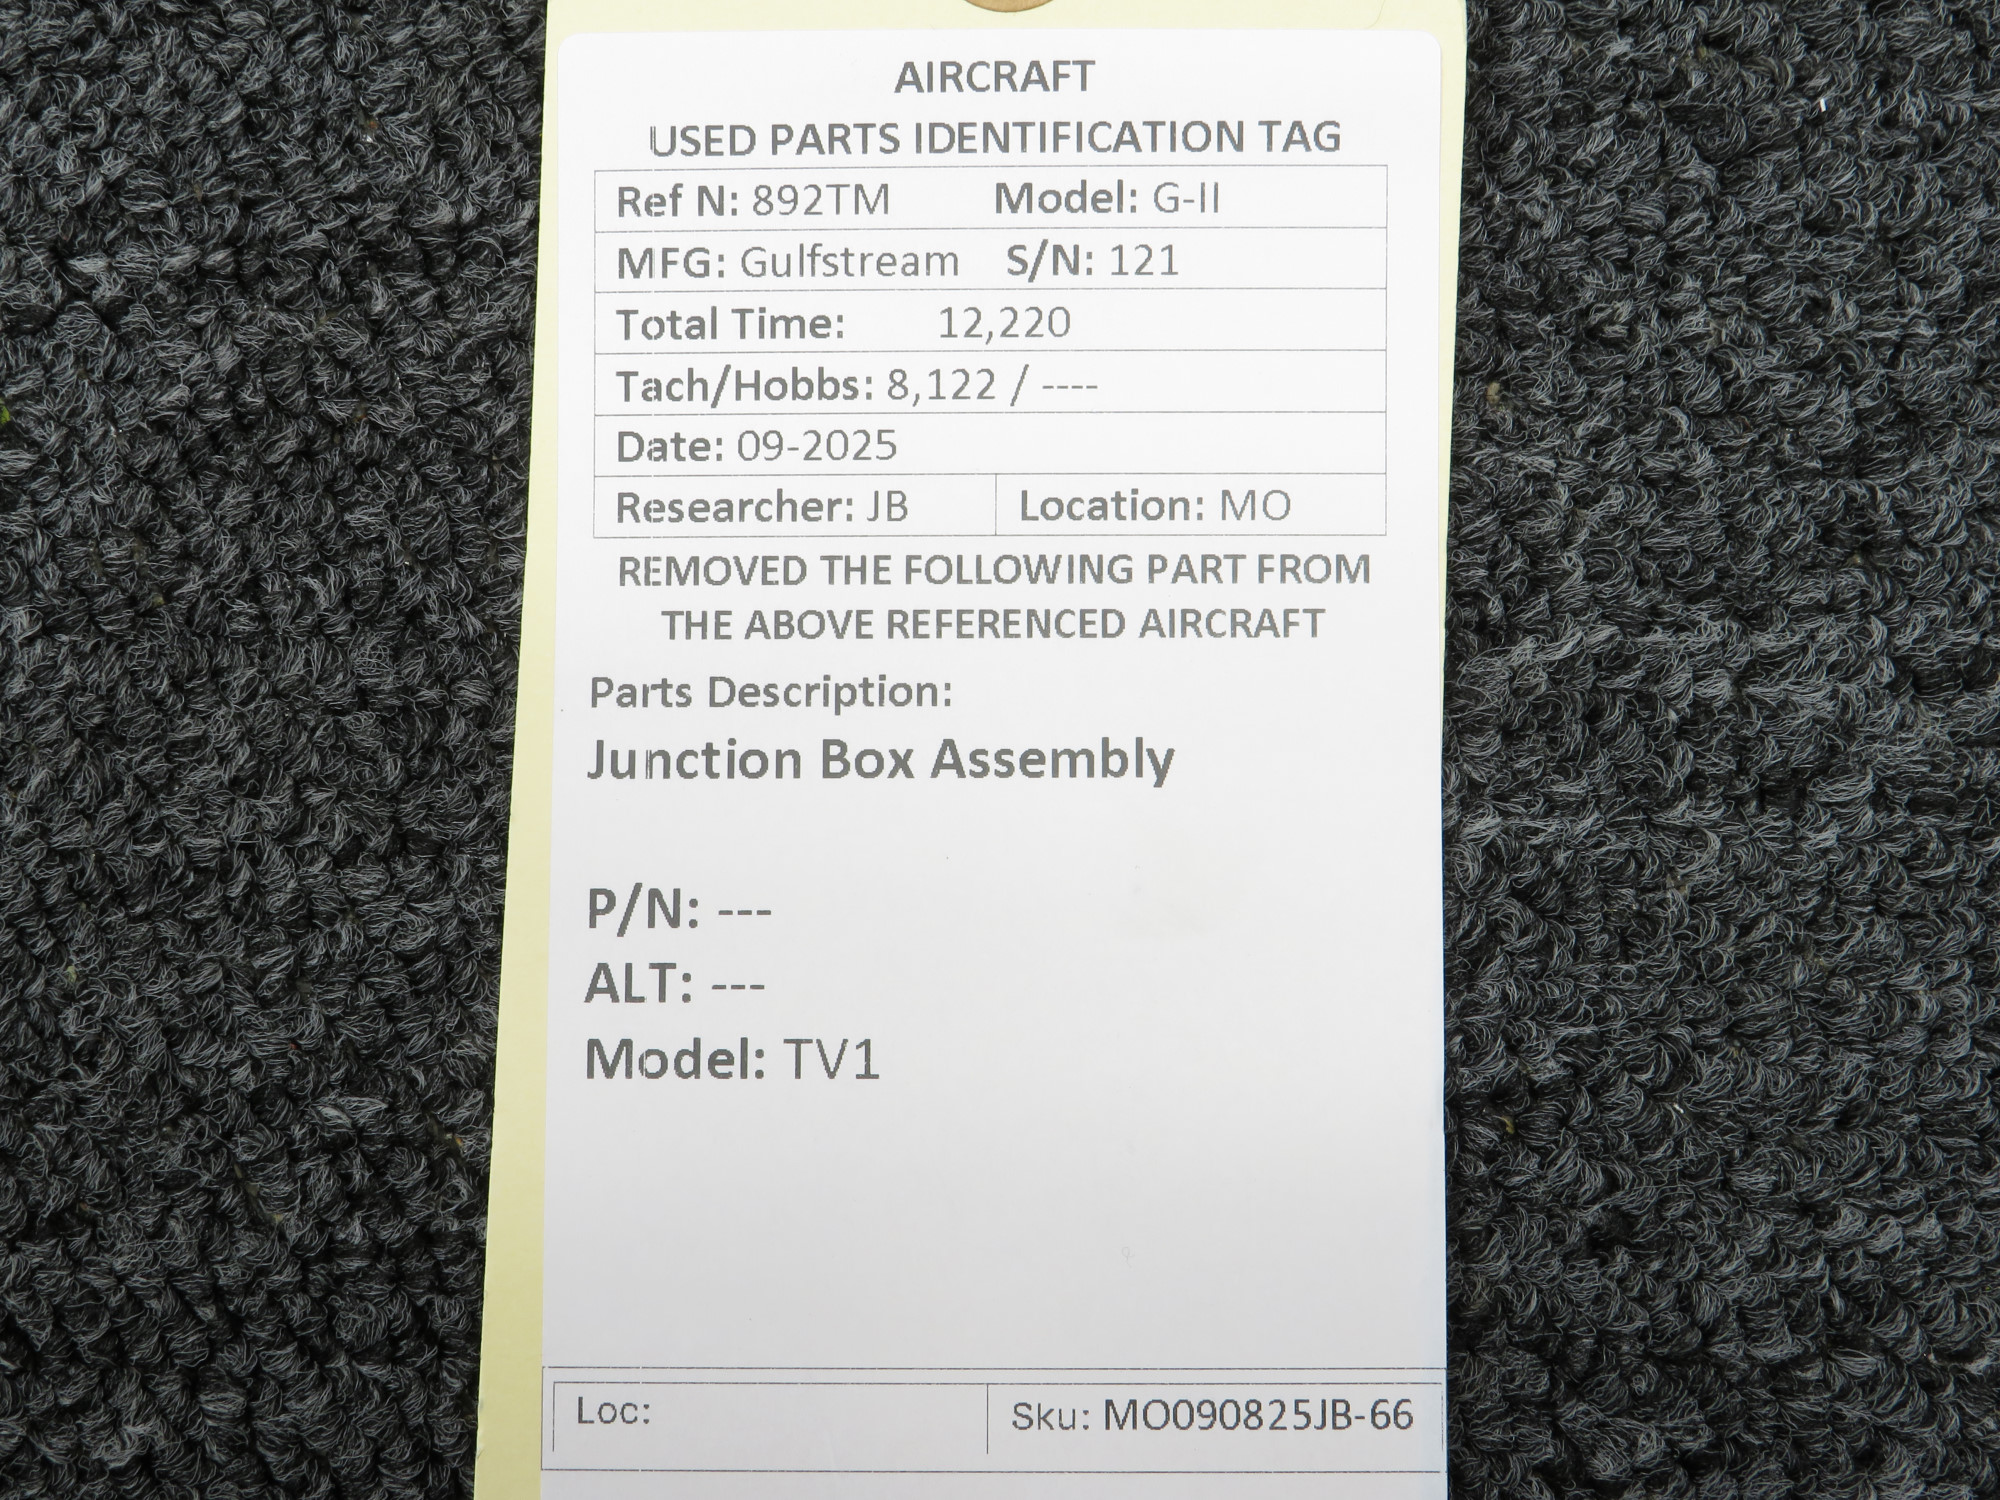 AIRCRAFT
USED PARTS IDENTIFICATION TAG
Ref N: 892TM Model: G-II
MFG: Gulfstream S/N: 121
Total Time: 12,220
Tach/Hobbs: 8,122 / ----
Date: 09-2025
Researcher: JB Location: MO
REMOVED THE FOLLOWING PART FROM
THE ABOVE REFERENCED AIRCRAFT
Parts Description:
Junction Box Assembly
P/N: ---
ALT: ---
Model: TV1
Loc: Sku: MO090825JB-66